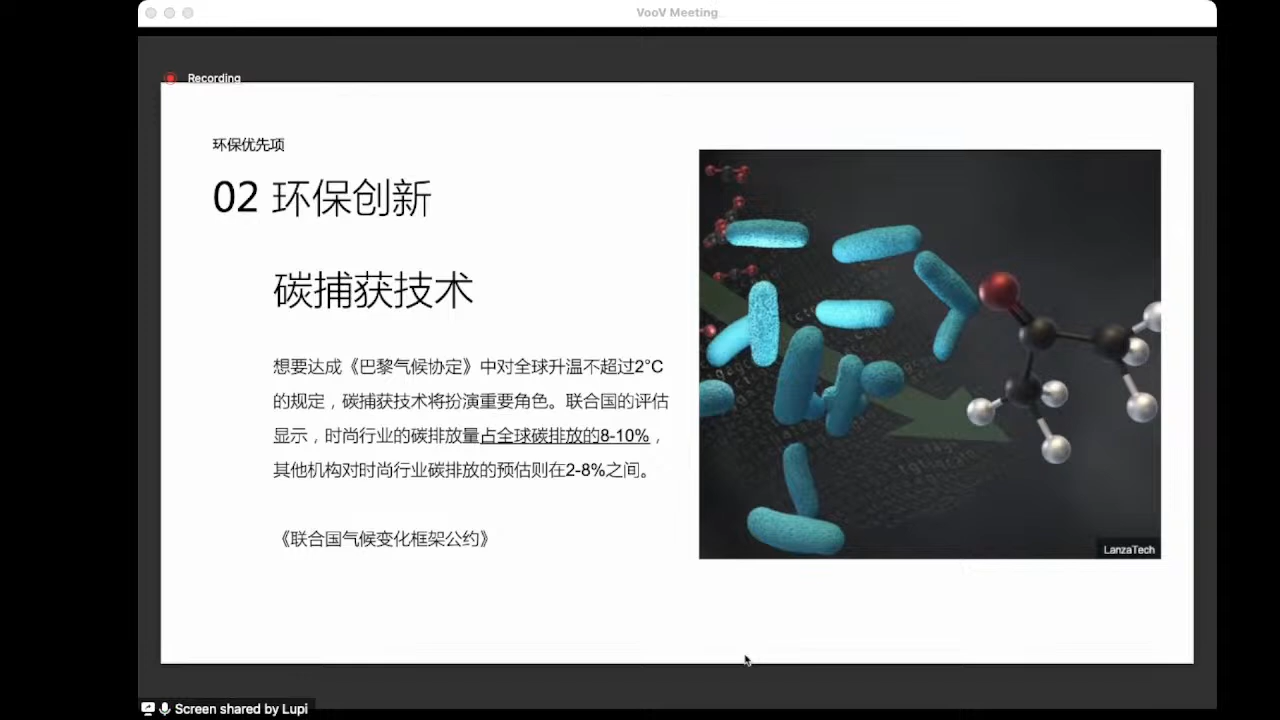 VooV Meeting
Recording
环保优先项
02 环保创新
碳捕获技术
想要达成《巴黎气候协定》中对全球升温不超过2°C
的规定，碳捕获技术将扮演重要角色。联合国的评估
显示，时尚行业的碳排放量占全球碳排放的8-10%，
其他机构对时尚行业碳排放的预估则在2-8%之间。
《联合国气候变化框架公约》
LanzaTech
Screen shared by Lupi